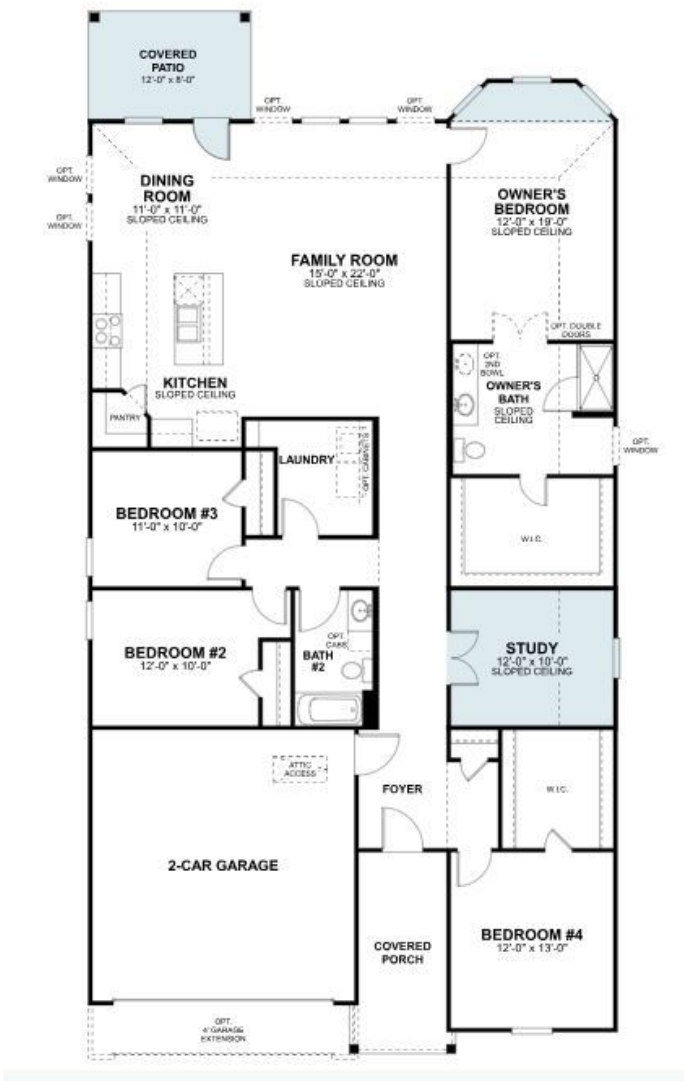 COVERED
PATIO
12'-0" x 8'-0"
OPT.
WINDOW
OPT.
WINDOW
OPT.
WINDOW
OPT.
WINDOW
DINING
ROOM
11'-0" x 11'-0"
SLOPED CEILING
OWNER'S
BEDROOM
12'-0" x 19'-0"
SLOPED CEILING
FAMILY ROOM
15'-0" x 22'-0"
SLOPED CEILING
OPT. DOUBLE
DOORS
OPT.
2ND
BOWL
OWNER'S
BATH
SLOPED
CEILING
KITCHEN
SLOPED CEILING
PANTRY
OPT.
WINDOW
LAUNDRY
OPT. CABINETS
BEDROOM #3
11'-0" x 10'-0"
W.I.C.
BEDROOM #2
12'-0" x 10'-0"
OPT.
CABS
BATH
#2
STUDY
12'-0" x 10'-0"
SLOPED CEILING
ATTIC
ACCESS
FOYER
W.I.C.
2-CAR GARAGE
COVERED
PORCH
BEDROOM #4
12'-0" x 13'-0"
OPT.
4' GARAGE
EXTENSION